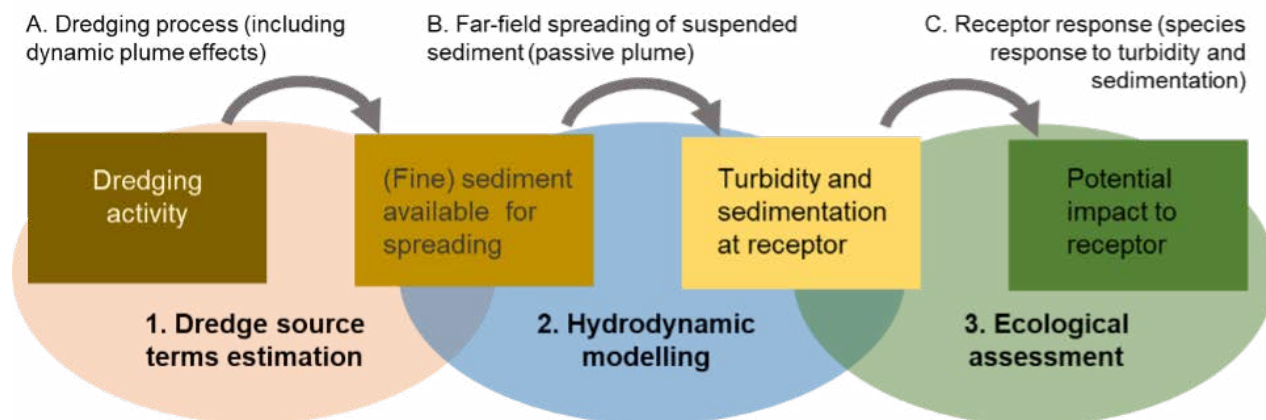 A. Dredging process (including
dynamic plume effects)
B. Far-field spreading of suspended
sediment (passive plume)
C. Receptor response (species
response to turbidity and
sedimentation)
Dredging
activity
(Fine) sediment
available for
spreading
Turbidity and
sedimentation
at receptor
Potential
impact to
receptor
1. Dredge source
terms estimation
2. Hydrodynamic
modelling
3. Ecological
assessment